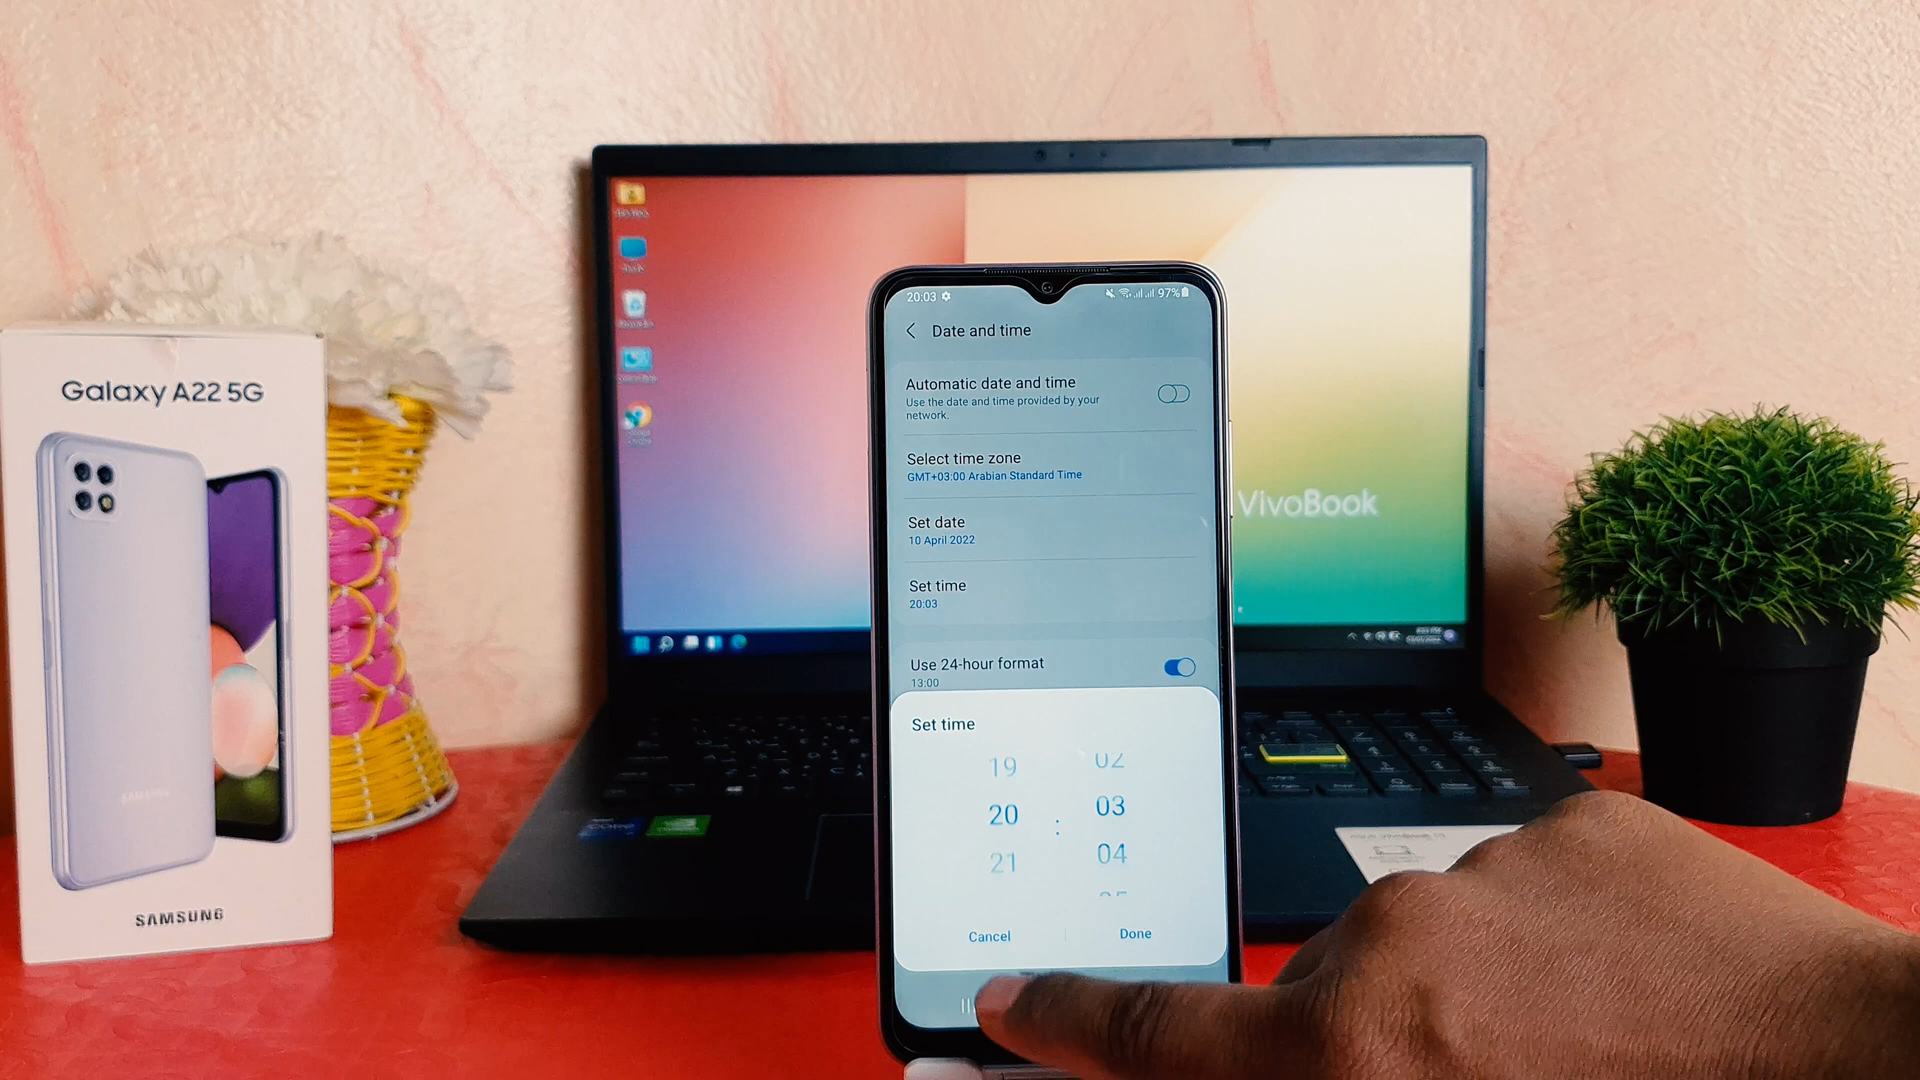 Galaxy A22 5G
SAMSUNG
SAMSUNG
VivoBook
20:03
97%
Date and time
Automatic date and time
Use the date and time provided by your
network.
Select time zone
GMT+03:00 Arabian Standard Time
Set date
10 April 2022
Set time
20:03
Use 24-hour format
13:00
Set time
19 02
20 : 03
21 04
05
Cancel
Done